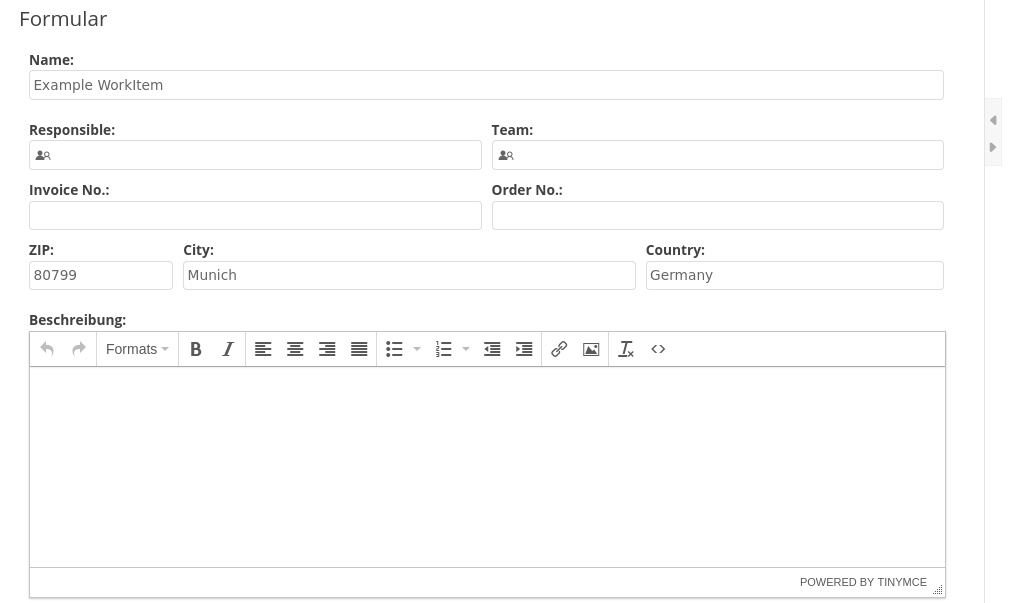 Formular
Name:
Example WorkItem
Responsible: Team:
Invoice No.: Order No.:
ZIP: City: Country:
80799 Munich Germany
Beschreibung:
Formats B I
POWERED BY TINYMCE